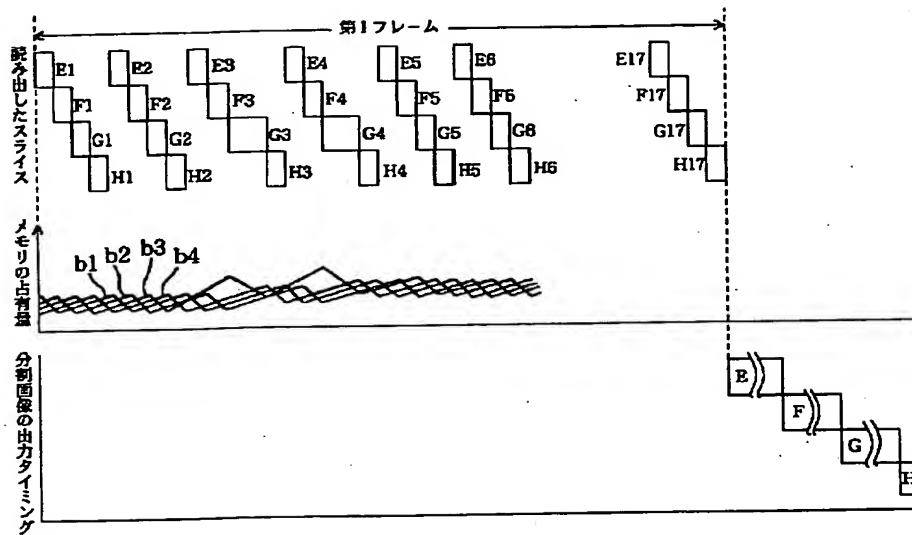 第1フレーム
読み出したスライス
E1 E2 E3 E4 E5 E6 E17
F1 F2 F3 F4 F5 F6 F17
G1 G2 G3 G4 G5 G6 G17
H1 H2 H3 H4 H5 H6 H17
メモリの占有量
b1 b2 b3 b4
分割画像の出力タイミング
E
F
G
H